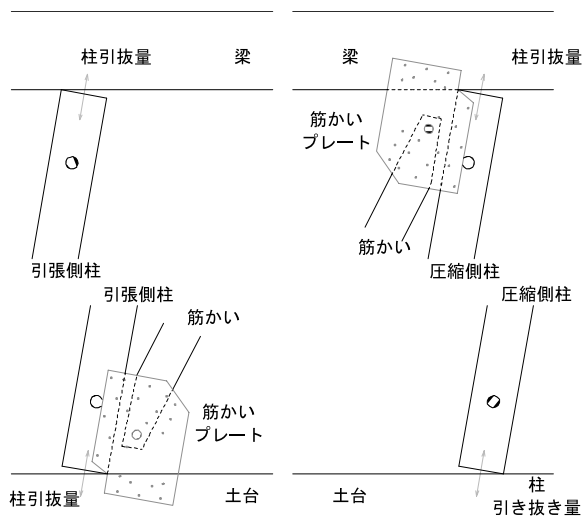 柱引抜量
梁
引張側柱
梁
柱引抜量
筋かい
プレート
筋かい
圧縮側柱
引張側柱
筋かい
筋かい
プレート
柱引抜量
土台
圧縮側柱
土台
柱
引き抜き量